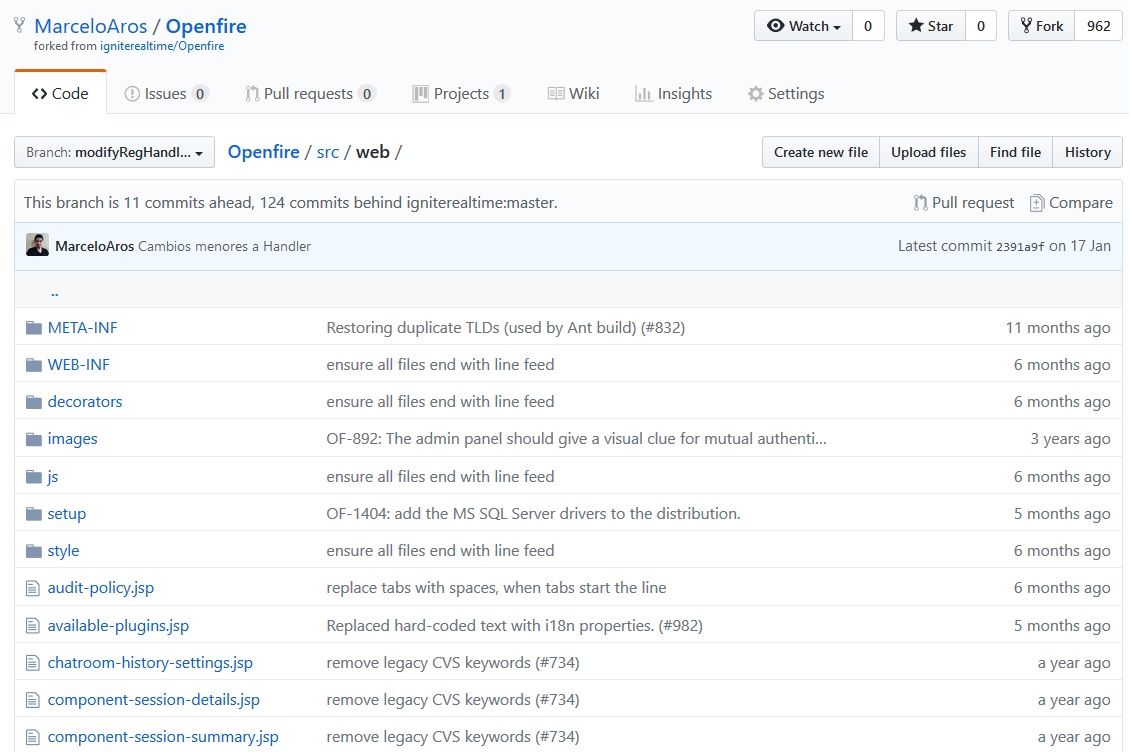 MarceloAros / Openfire
forked from igniterealtime/Openfire
Watch 0 Star 0 Fork 962
Code Issues 0 Pull requests 0 Projects 1 Wiki Insights Settings
Branch: modifyRegHandl... Openfire / src / web / Create new file Upload files Find file History
This branch is 11 commits ahead, 124 commits behind igniterealtime:master. Pull request Compare
MarceloAros Cambios menores a Handler Latest commit 2391a9f on 17 Jan
..
META-INF Restoring duplicate TLDs (used by Ant build) (#832) 11 months ago
WEB-INF ensure all files end with line feed 6 months ago
decorators ensure all files end with line feed 6 months ago
images OF-892: The admin panel should give a visual clue for mutual authenti... 3 years ago
js ensure all files end with line feed 6 months ago
setup OF-1404: add the MS SQL Server drivers to the distribution. 5 months ago
style ensure all files end with line feed 6 months ago
audit-policy.jsp replace tabs with spaces, when tabs start the line 6 months ago
available-plugins.jsp Replaced hard-coded text with i18n properties. (#982) 5 months ago
chatroom-history-settings.jsp remove legacy CVS keywords (#734) a year ago
component-session-details.jsp remove legacy CVS keywords (#734) a year ago
component-session-summary.jsp remove legacy CVS keywords (#734) a year ago